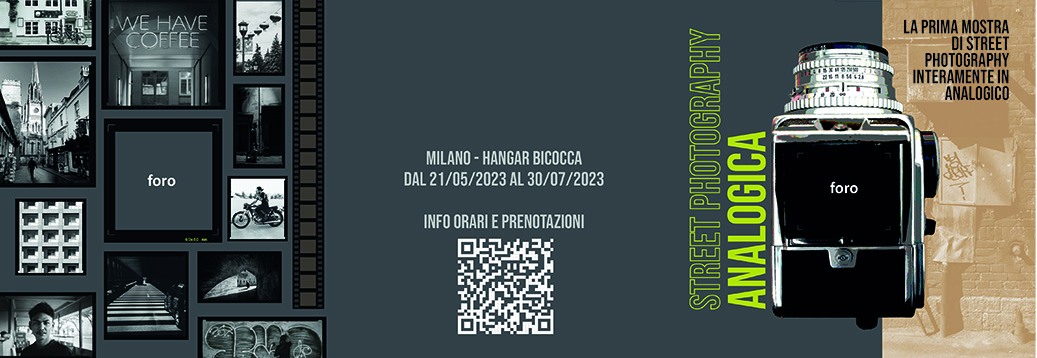 WE HAVE
COFFEE
foro
MILANO - HANGAR BICOCCA
DAL 21/05/2023 AL 30/07/2023
INFO ORARI E PRENOTAZIONI
STREET PHOTOGRAPHY
ANALOGICA
foro
LA PRIMA MOSTRA
DI STREET
PHOTOGRAPHY
INTERAMENTE IN
ANALOGICO